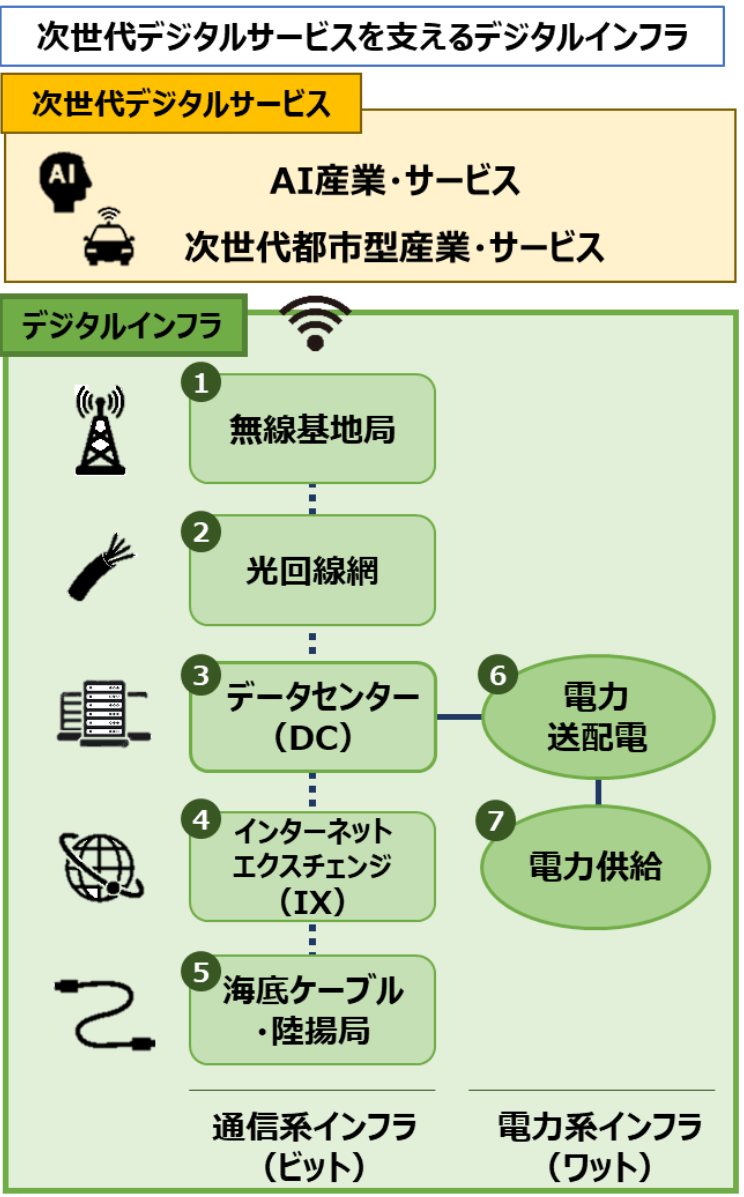 次世代デジタルサービスを支えるデジタルインフラ
次世代デジタルサービス
AI
AI産業・サービス
次世代都市型産業・サービス
デジタルインフラ
1
無線基地局
2
光回線網
3
データセンター
（DC）
6
電力
送配電
4
インターネット
エクスチェンジ
（IX）
7
電力供給
5
海底ケーブル
・陸揚局
通信系インフラ
（ビット）
電力系インフラ
（ワット）